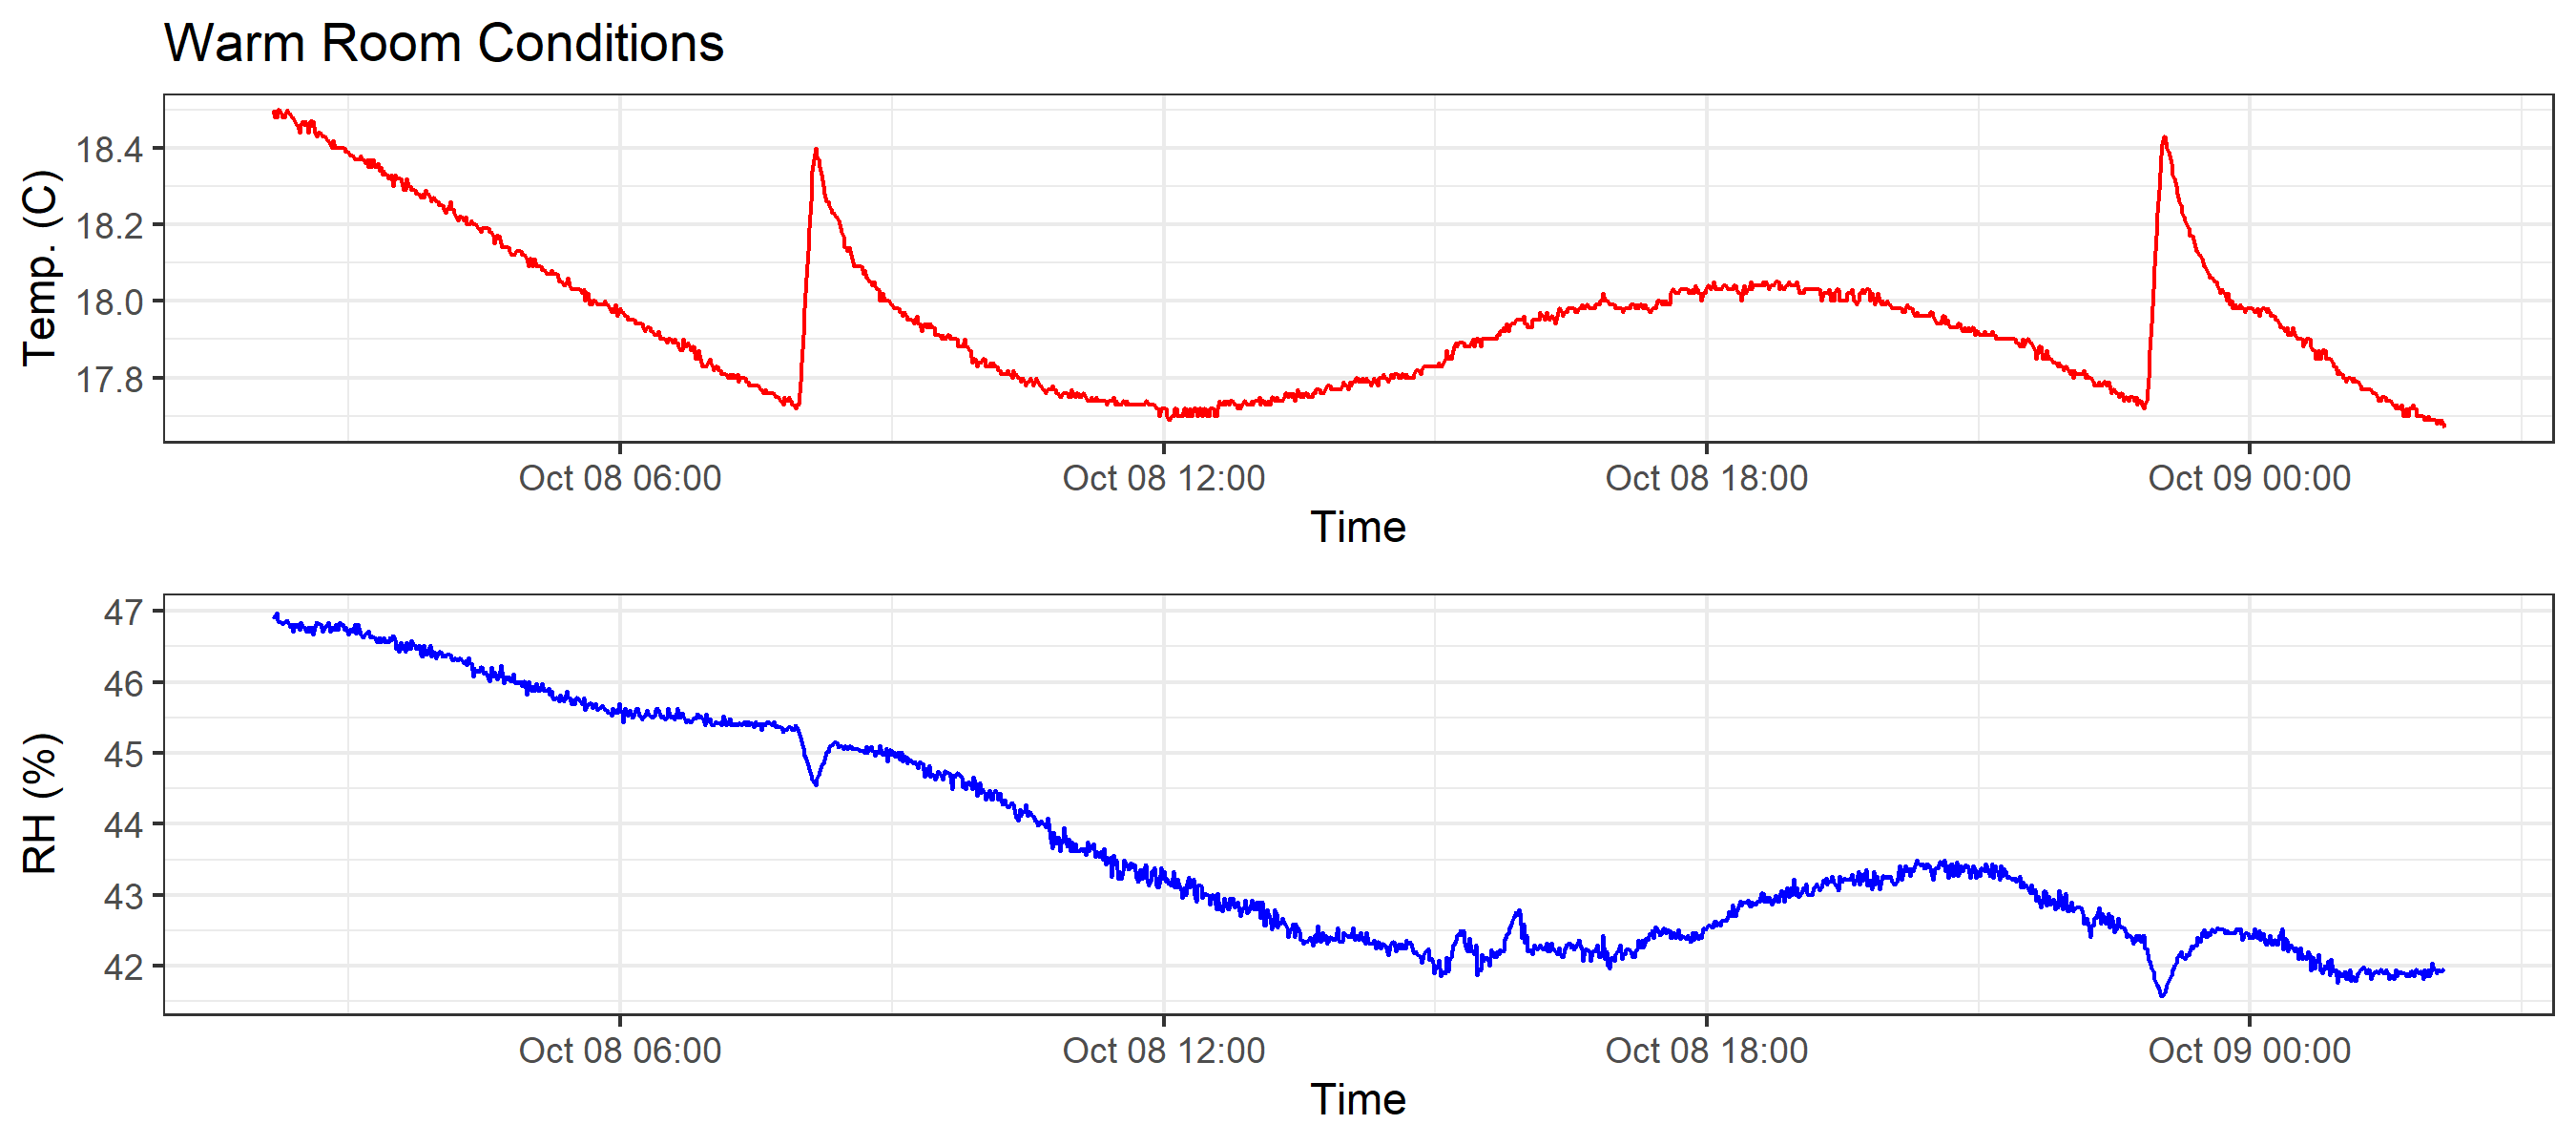 Warm Room Conditions
Temp. (C)
18.4
18.2
18.0
17.8
Oct 08 06:00 Oct 08 12:00 Oct 08 18:00 Oct 09 00:00
Time
RH (%)
47
46
45
44
43
42
Oct 08 06:00 Oct 08 12:00 Oct 08 18:00 Oct 09 00:00
Time